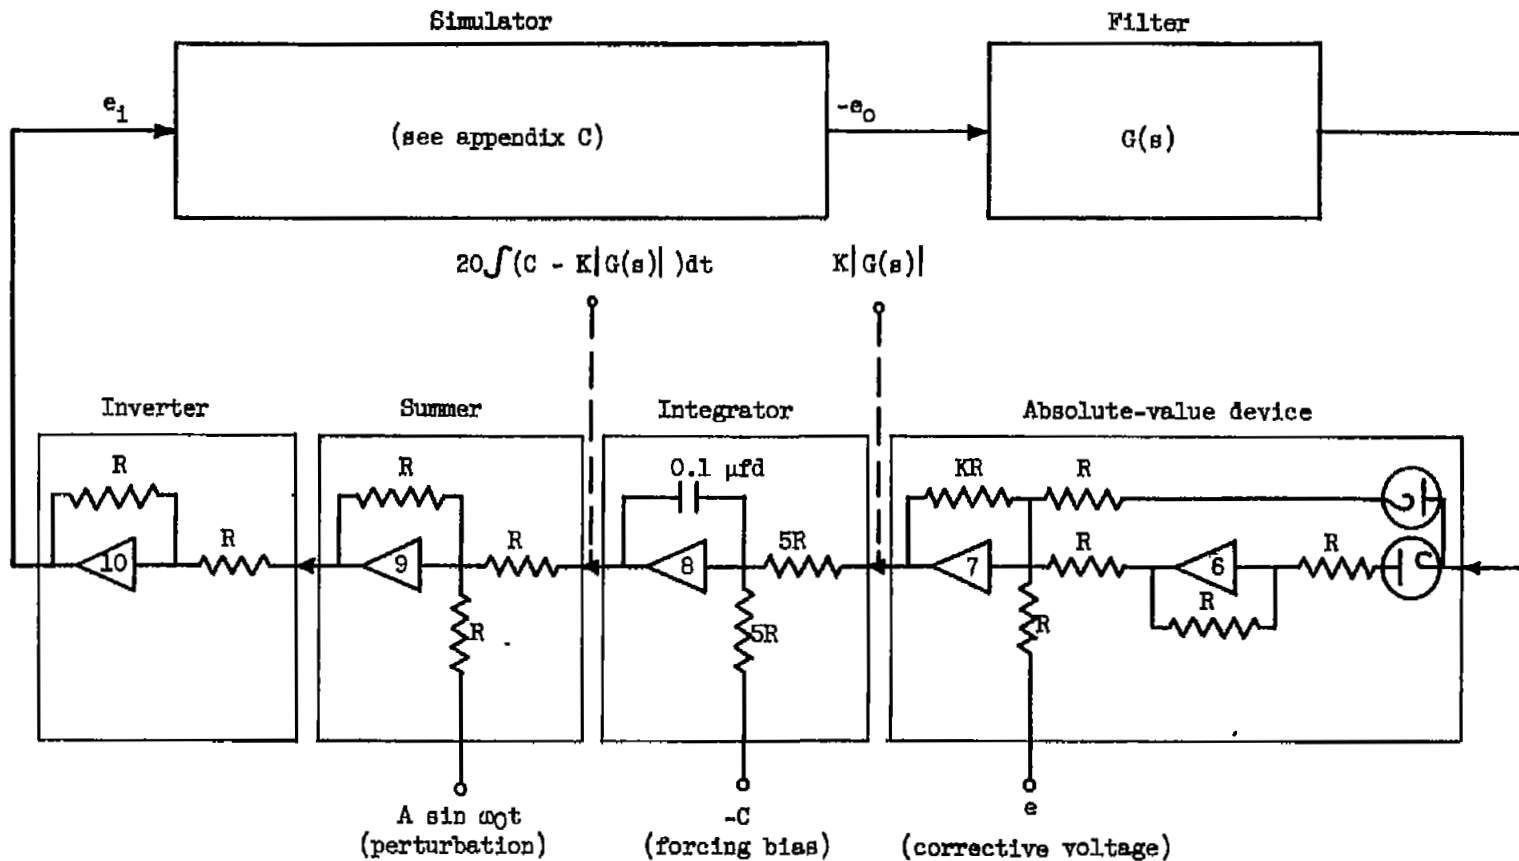 Simulator
Filter
e₁
(see appendix C)
-e₀
G(s)
20∫(C - K|G(s)| )dt
K|G(s)|
Inverter
Summer
Integrator
Absolute-value device
R
R
0.1 μfd
KR
R
10
R
9
R
8
5R
7
R
6
R
R
R
5R
R
A sin ω0t
(perturbation)
-C
(forcing bias)
e
(corrective voltage)